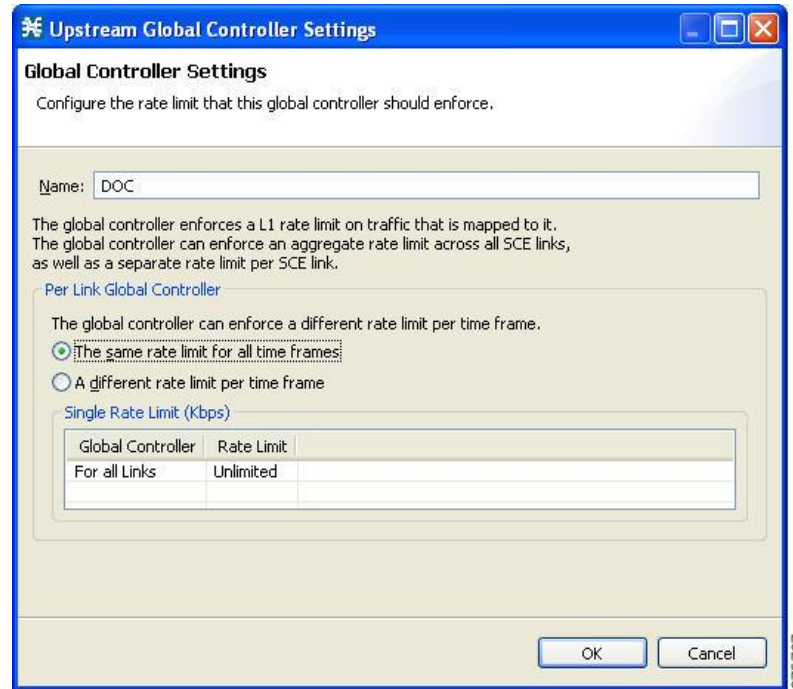 Upstream Global Controller Settings
Global Controller Settings
Configure the rate limit that this global controller should enforce.
Name: DOC
The global controller enforces a L1 rate limit on traffic that is mapped to it.
The global controller can enforce an aggregate rate limit across all SCE links,
as well as a separate rate limit per SCE link.
Per Link Global Controller
The global controller can enforce a different rate limit per time frame.
The same rate limit for all time frames
A different rate limit per time frame
Single Rate Limit (Kbps)
Global Controller Rate Limit
For all Links Unlimited
OK Cancel